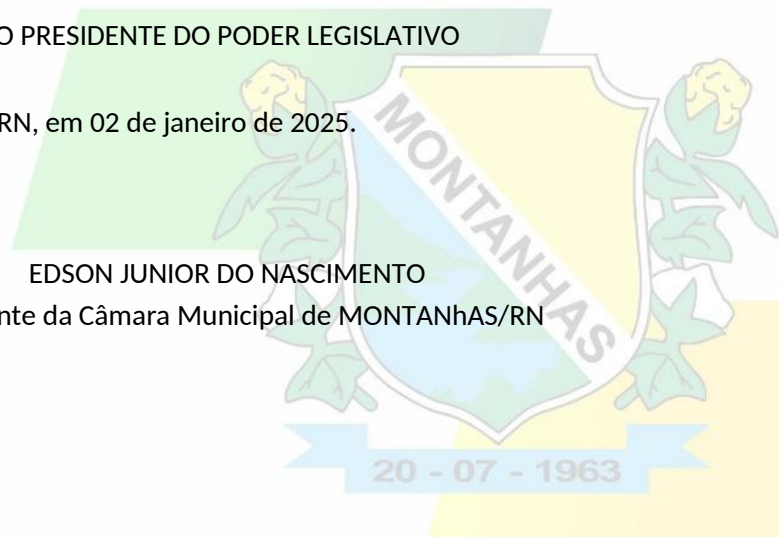 O PRESIDENTE DO PODER LEGISLATIVO
RN, em 02 de janeiro de 2025.
EDSON JUNIOR DO NASCIMENTO
nte da Câmara Municipal de MONTANhAS/RN
MONTANHAS
20 - 07 - 1963